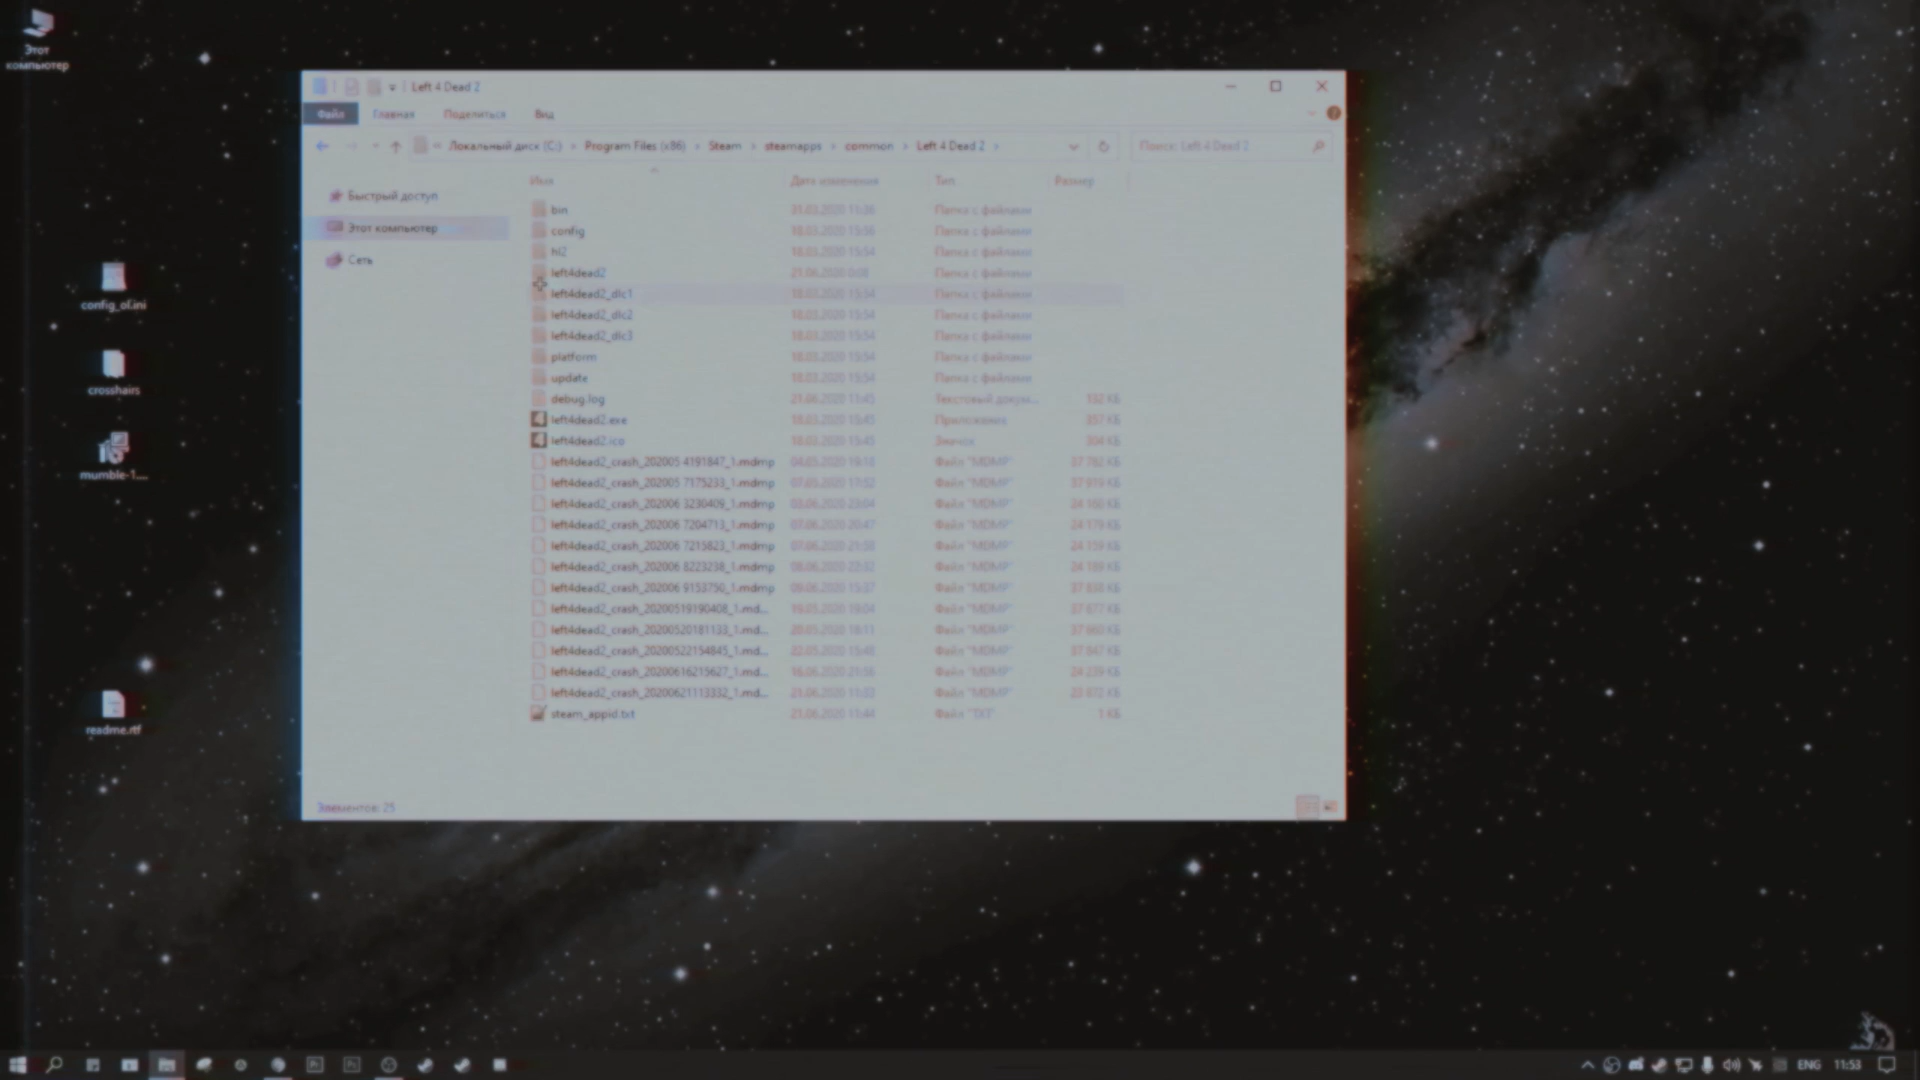 Этот
компьютер
config_ol.ini
crosshairs
mumble-1....
readme.rtf
Left 4 Dead 2
Файл Главная Поделиться Вид
Локальный диск (C:) Program Files (x86) Steam steamapps common Left 4 Dead 2
Поиск: Left 4 Dead 2
Быстрый доступ
Этот компьютер
Сеть
Имя Дата изменения Тип Размер
bin 31.03.2020 11:26 Папка с файлами
config 18.03.2020 15:56 Папка с файлами
hl2 18.03.2020 15:54 Папка с файлами
left4dead2 21.06.2020 0:08 Папка с файлами
left4dead2_dlc1 18.03.2020 15:54 Папка с файлами
left4dead2_dlc2 18.03.2020 15:54 Папка с файлами
left4dead2_dlc3 18.03.2020 15:54 Папка с файлами
platform 18.03.2020 15:54 Папка с файлами
update 18.03.2020 15:54 Папка с файлами
debug.log 21.06.2020 11:45 Текстовый докум... 132 КБ
left4dead2.exe 18.03.2020 15:45 Приложение 357 КБ
left4dead2.ico 18.03.2020 15:45 Значок 304 КБ
left4dead2_crash_202005 4191847_1.mdmp 04.05.2020 19:18 Файл "MDMP" 37 782 КБ
left4dead2_crash_202005 7175233_1.mdmp 07.05.2020 17:52 Файл "MDMP" 37 919 КБ
left4dead2_crash_202006 3230409_1.mdmp 03.06.2020 23:04 Файл "MDMP" 24 160 КБ
left4dead2_crash_202006 7204713_1.mdmp 07.06.2020 20:47 Файл "MDMP" 24 179 КБ
left4dead2_crash_202006 7215823_1.mdmp 07.06.2020 21:58 Файл "MDMP" 24 159 КБ
left4dead2_crash_202006 8223238_1.mdmp 08.06.2020 22:32 Файл "MDMP" 24 189 КБ
left4dead2_crash_202006 9153750_1.mdmp 09.06.2020 15:37 Файл "MDMP" 37 830 КБ
left4dead2_crash_20200519190408_1.md... 19.05.2020 19:04 Файл "MDMP" 37 677 КБ
left4dead2_crash_20200520181133_1.md... 20.05.2020 18:11 Файл "MDMP" 37 860 КБ
left4dead2_crash_20200522154845_1.md... 22.05.2020 15:48 Файл "MDMP" 37 847 КБ
left4dead2_crash_20200616215627_1.md... 16.06.2020 21:56 Файл "MDMP" 24 239 КБ
left4dead2_crash_20200621113332_1.md... 21.06.2020 11:33 Файл "MDMP"
steam_appid.txt 21.06.2020 11:44 Файл "TXT" 1 КБ
Элементов: 25
ENG 11:53